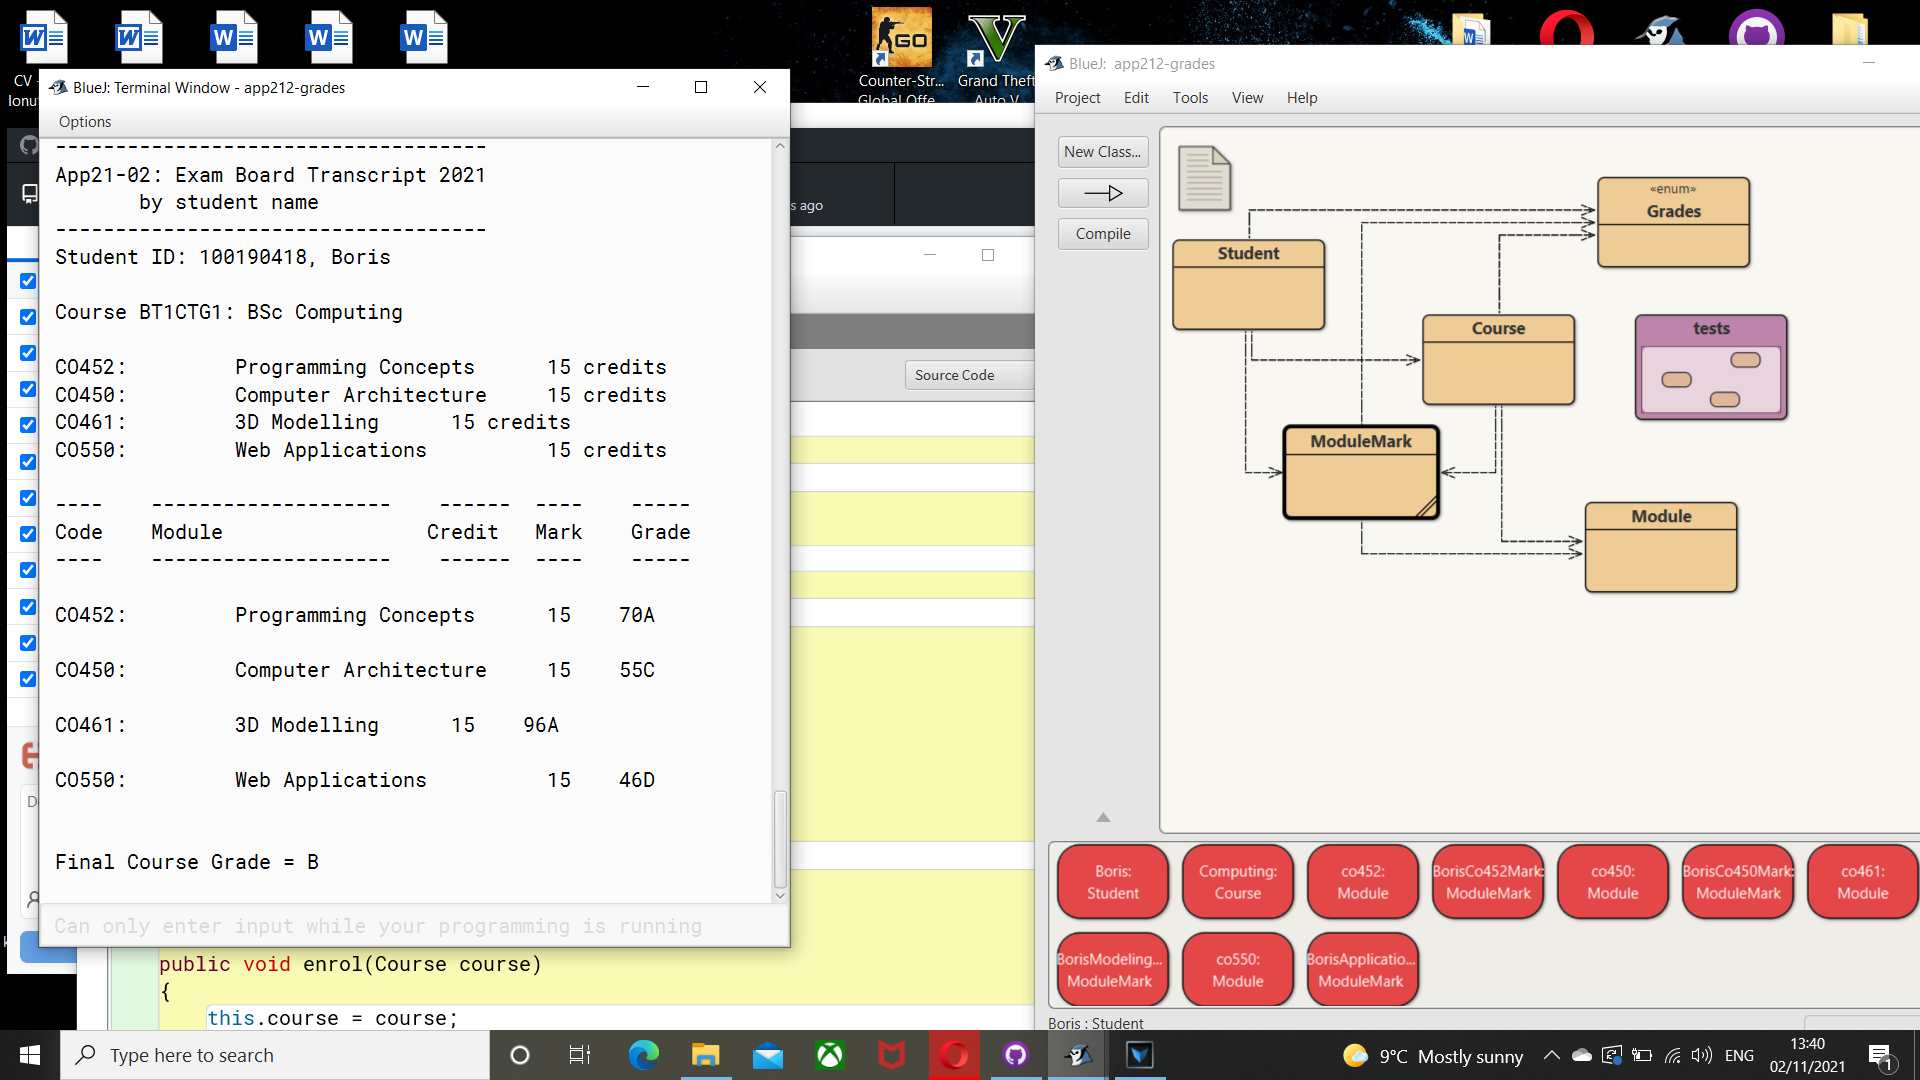 CV -
Ionu
Counter-Str...
Global Offe...
Grand Theft
Auto V
BlueJ: Terminal Window - app212-grades
Options
------------------------------------
App21-02: Exam Board Transcript 2021
by student name
------------------------------------
Student ID: 100190418, Boris
Course BT1CTG1: BSc Computing
CO452: Programming Concepts 15 credits
CO450: Computer Architecture 15 credits
CO461: 3D Modelling 15 credits
CO550: Web Applications 15 credits
---- -------------------- ------ ---- -----
Code Module Credit Mark Grade
---- -------------------- ------ ---- -----
CO452: Programming Concepts 15 70A
CO450: Computer Architecture 15 55C
CO461: 3D Modelling 15 96A
CO550: Web Applications 15 46D
Final Course Grade = B
Can only enter input while your programming is running
s ago
Source Code
public void enrol(Course course)
{
this.course = course;
BlueJ: app212-grades
Project Edit Tools View Help
New Class...
Compile
«enum»
Grades
Student
Course
tests
ModuleMark
Module
Boris:
Student
Computing:
Course
co452:
Module
BorisCo452Mark:
ModuleMark
co450:
Module
BorisCo450Mark:
ModuleMark
co461:
Module
BorisModeling...
ModuleMark
co550:
Module
BorisApplicatio...
ModuleMark
Boris : Student
Type here to search
9°C Mostly sunny
ENG
13:40
02/11/2021
1